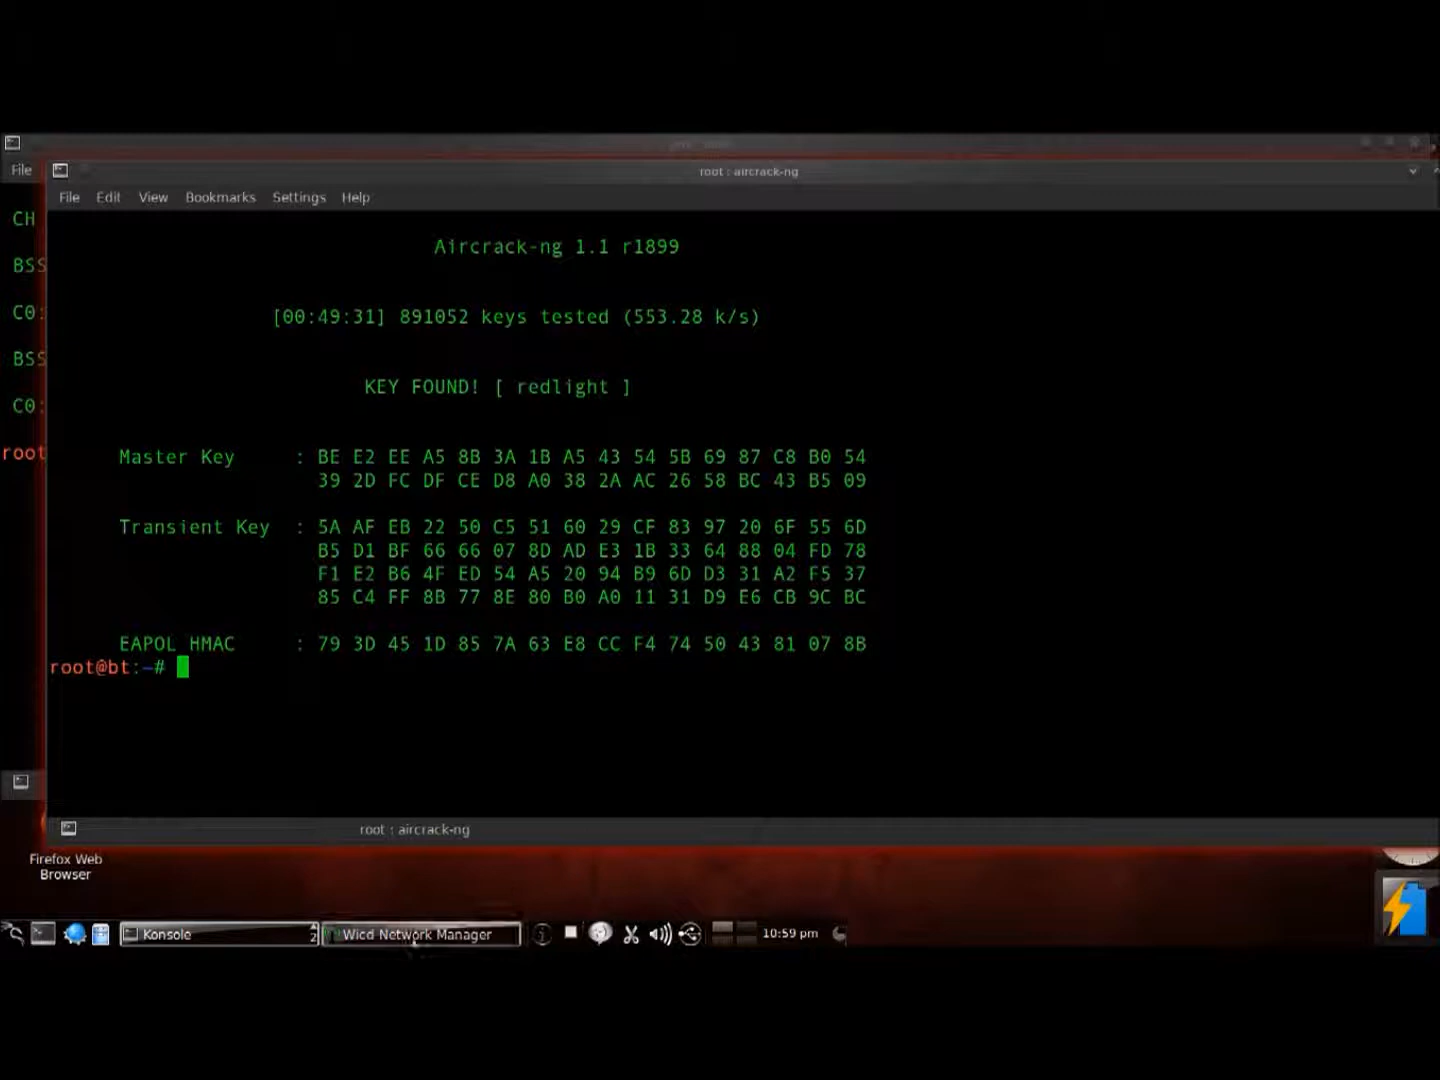 File
root : aircrack-ng
File Edit View Bookmarks Settings Help
CH
Aircrack-ng 1.1 r1899
BSS
C0:
[00:49:31] 891052 keys tested (553.28 k/s)
BSS
KEY FOUND! [ redlight ]
C0:
root
Master Key : BE E2 EE A5 8B 3A 1B A5 43 54 5B 69 87 C8 B0 54
39 2D FC DF CE D8 A0 38 2A AC 26 58 BC 43 B5 09
Transient Key : 5A AF EB 22 50 C5 51 60 29 CF 83 97 20 6F 55 6D
B5 D1 BF 66 66 07 8D AD E3 1B 33 64 88 04 FD 78
F1 E2 B6 4F ED 54 A5 20 94 B9 6D D3 31 A2 F5 37
85 C4 FF 8B 77 8E 80 B0 A0 11 31 D9 E6 CB 9C BC
EAPOL HMAC : 79 3D 45 1D 85 7A 63 E8 CC F4 74 50 43 81 07 8B
root@bt:~#
root : aircrack-ng
Firefox Web
Browser
Konsole 2 Wicd Network Manager 10:59 pm